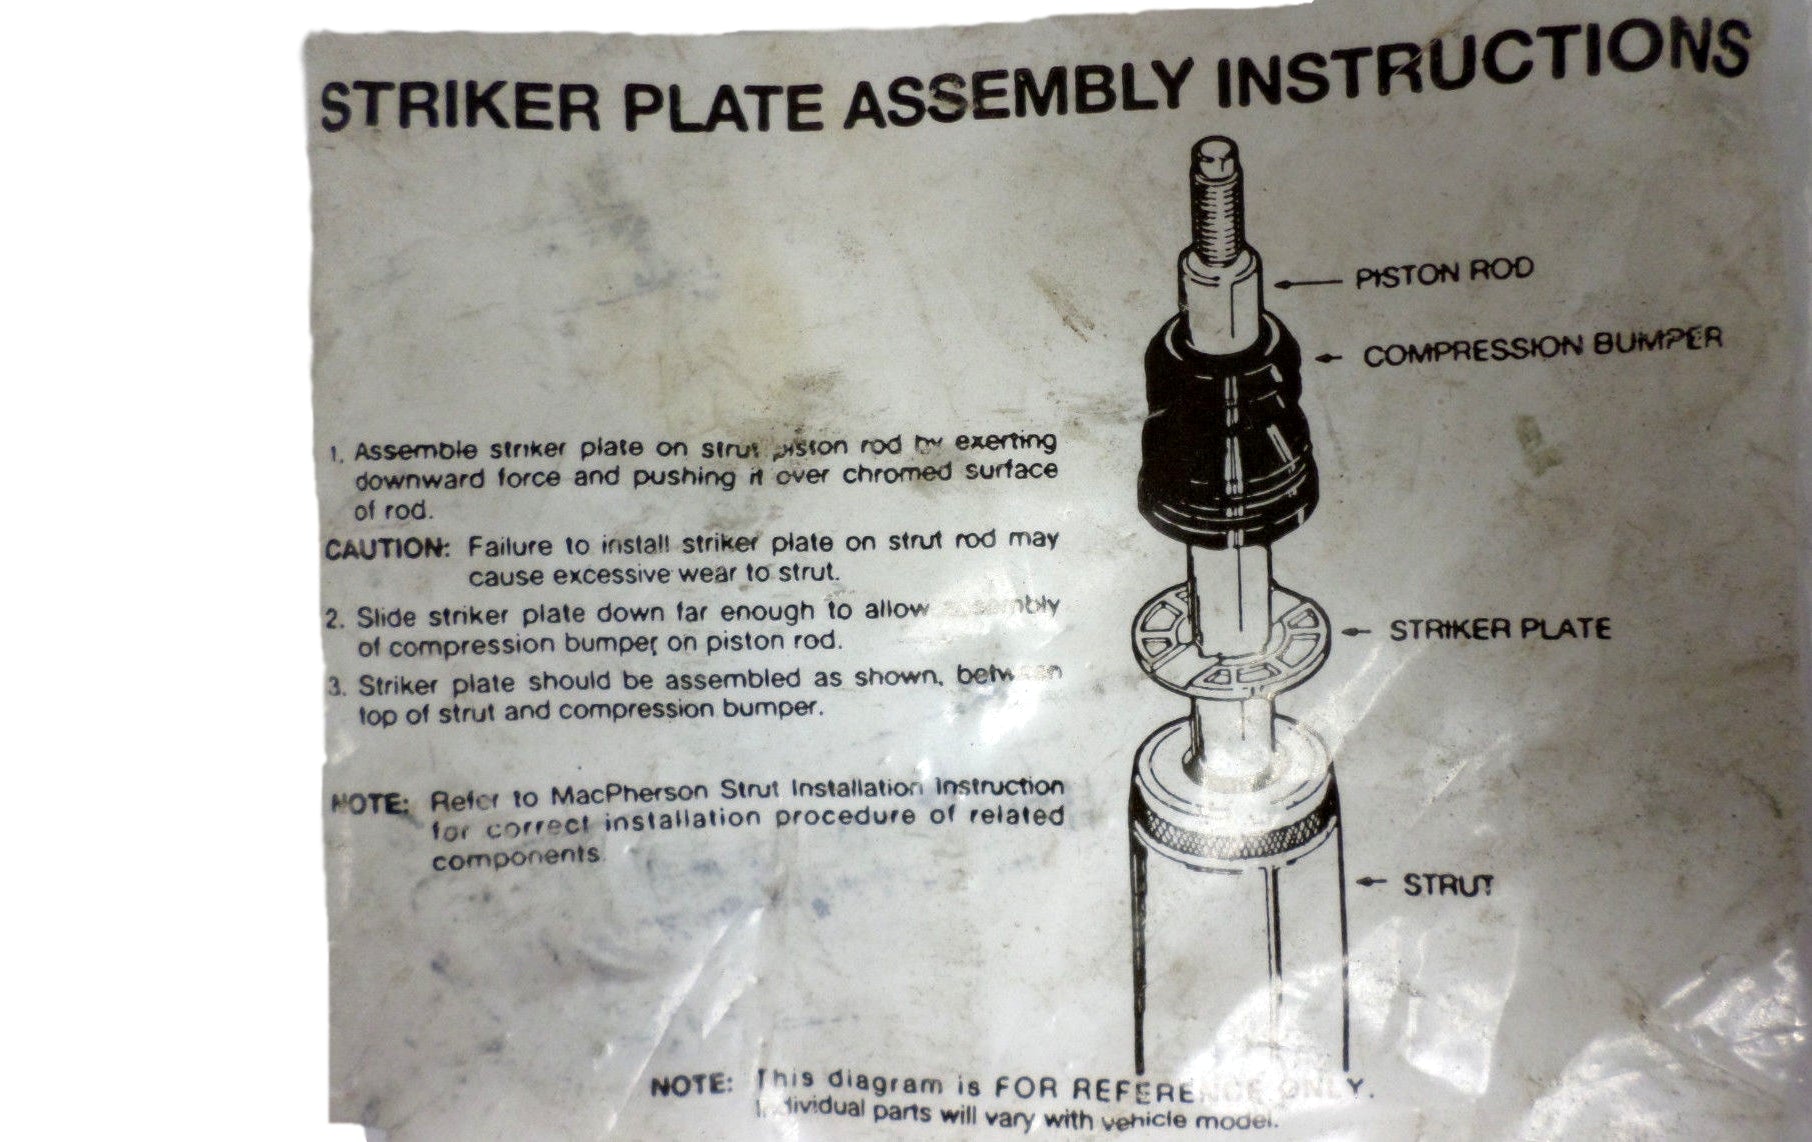 STRIKER PLATE ASSEMBLY INSTRUCTIONS
PISTON ROD
COMPRESSION BUMPER
STRIKER PLATE
STRUT
1. Assemble striker plate on strut piston rod by exerting
downward force and pushing it over chromed surface
of rod.
CAUTION: Failure to install striker plate on strut rod may
cause excessive wear to strut.
2. Slide striker plate down far enough to allow assembly
of compression bumper on piston rod.
3. Striker plate should be assembled as shown, between
top of strut and compression bumper.
NOTE: Refer to MacPherson Strut Installation Instruction
for correct installation procedure of related
components.
NOTE: This diagram is FOR REFERENCE ONLY.
Individual parts will vary with vehicle model.